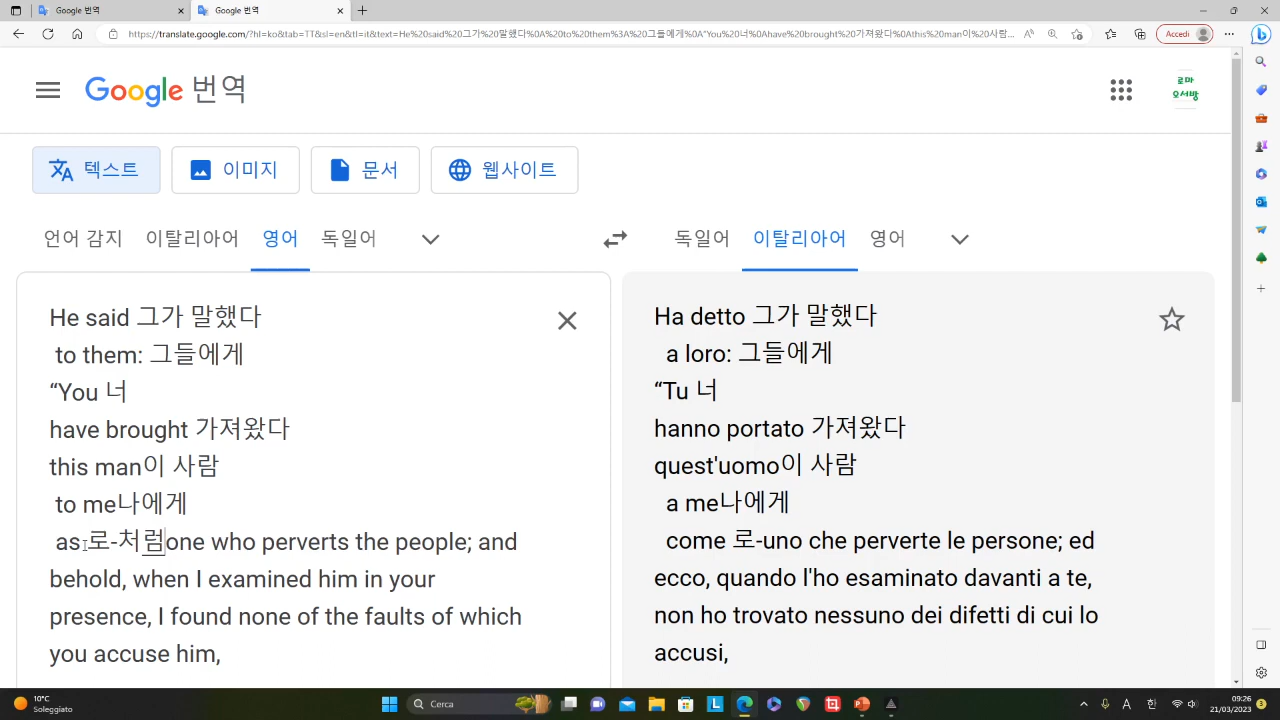 Google 번역
Google 번역
https://translate.google.com/?hl=ko&tab=TT&sl=en&tl=it&text=He%20said%20그가%20말했다%0A%20to%20them%3A%20그들에게%0A"You%20너%0Ahave%20brought%20가져왔다%0Athis%20man이%20사람...
Accedi
Google 번역
로마
오서방
텍스트
이미지
문서
웹사이트
언어 감지
이탈리아어
영어
독일어
독일어
이탈리아어
영어
He said 그가 말했다
to them: 그들에게
“You 너
have brought 가져왔다
this man이 사람
to me나에게
as로-처럼one who perverts the people; and
behold, when I examined him in your
presence, I found none of the faults of which
you accuse him,
Ha detto 그가 말했다
a loro: 그들에게
“Tu 너
hanno portato 가져왔다
quest'uomo이 사람
a me나에게
come 로-uno che perverte le persone; ed
ecco, quando l'ho esaminato davanti a te,
non ho trovato nessuno dei difetti di cui lo
accusi,
10°C
Soleggiato
Cerca
A
한
09:26
21/03/2023
3